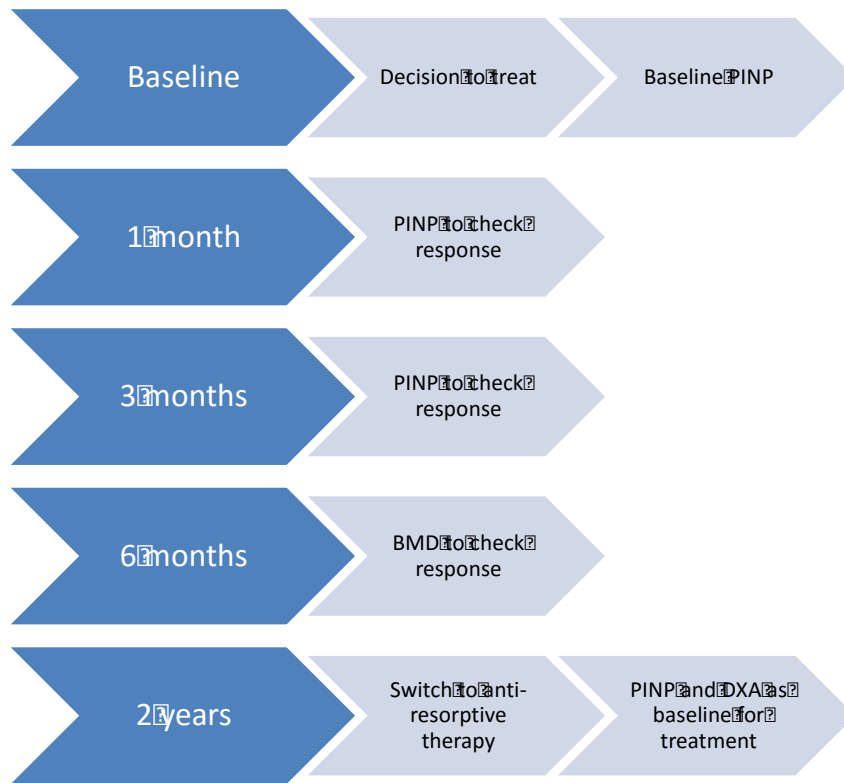 Baseline
Decision to treat
Baseline PINP
1 month
PINP to check
response
3 months
PINP to check
response
6 months
BMD to check
response
2 years
Switch to anti-
resorptive
therapy
PINP and DXA as
baseline for
treatment